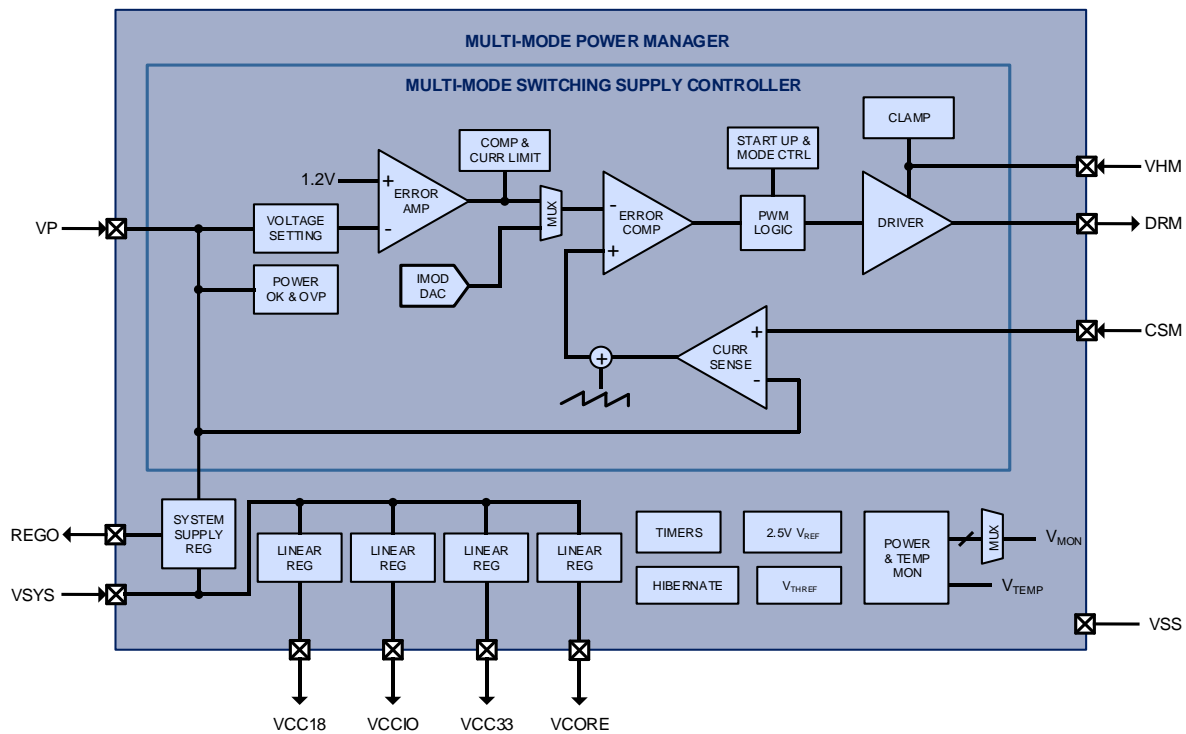 MULTI-MODE POWER MANAGER
MULTI-MODE SWITCHING SUPPLY CONTROLLER
CLAMP
COMP &
CURR LIMIT
START UP &
MODE CTRL
VHM
1.2V
+
ERROR
AMP
-
MUX
-
ERROR
COMP
+
PWM
LOGIC
DRIVER
DRM
VP
VOLTAGE
SETTING
POWER
OK & OVP
IMOD
DAC
CSM
+
CURR
SENSE
-
+
REGO
SYSTEM
SUPPLY
REG
VSYS
LINEAR
REG
LINEAR
REG
LINEAR
REG
LINEAR
REG
TIMERS
2.5V VREF
HIBERNATE
VTHREF
POWER
& TEMP
MON
MUX
VMON
VTEMP
VSS
VCC18
VCCIO
VCC33
VCORE